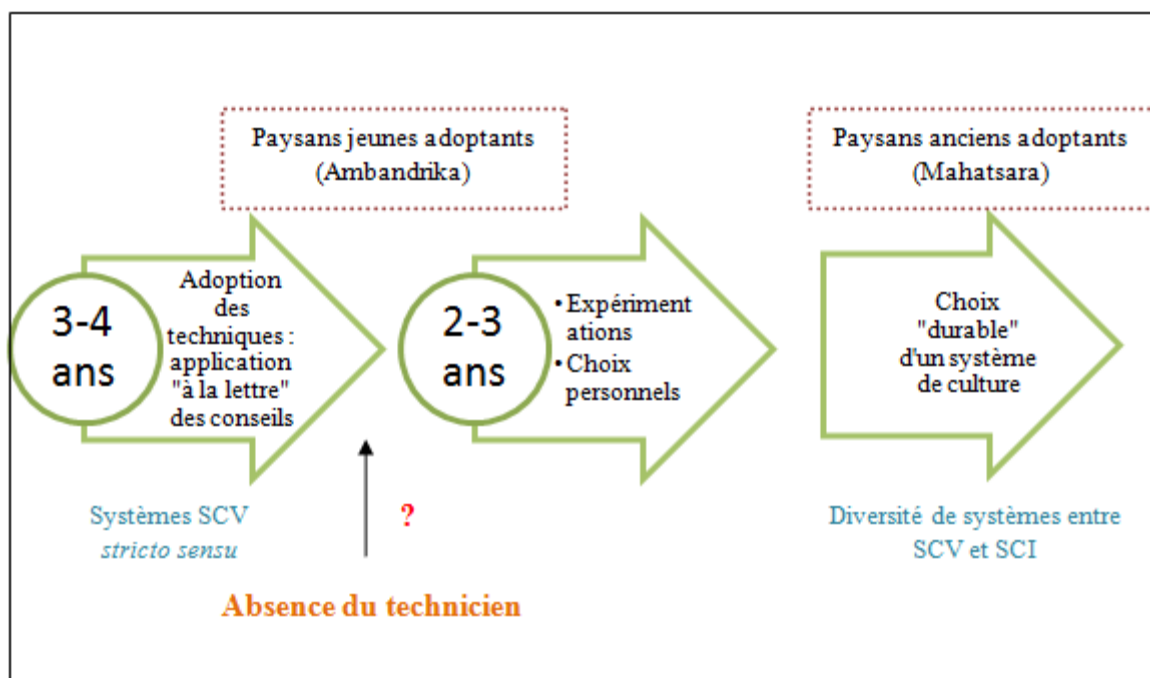 Paysans jeunes adoptants
(Ambandrika)
Paysans anciens adoptants
(Mahatsara)
3-4
ans
Adoption
des
techniques :
application
"à la lettre"
des conseils
2-3
ans
•Expériment
ations
•Choix
personnels
Choix
"durable"
d'un système
de culture
Systèmes SCV
stricto sensu
?
Absence du technicien
Diversité de systèmes entre
SCV et SCI